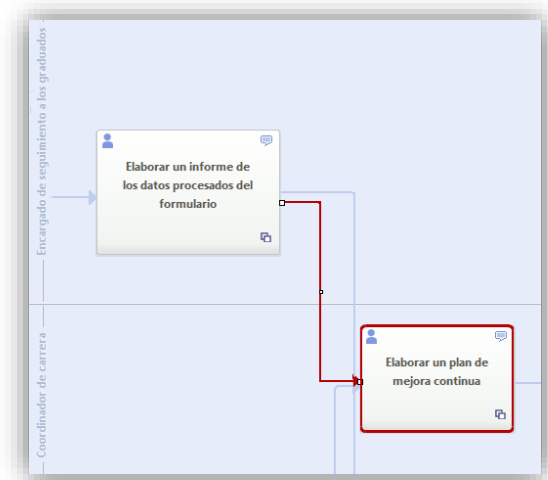 Encargado de seguimiento a los graduados
Elaborar un informe de
los datos procesados del
formulario
Coordinador de carrera
Elaborar un plan de
mejora continua